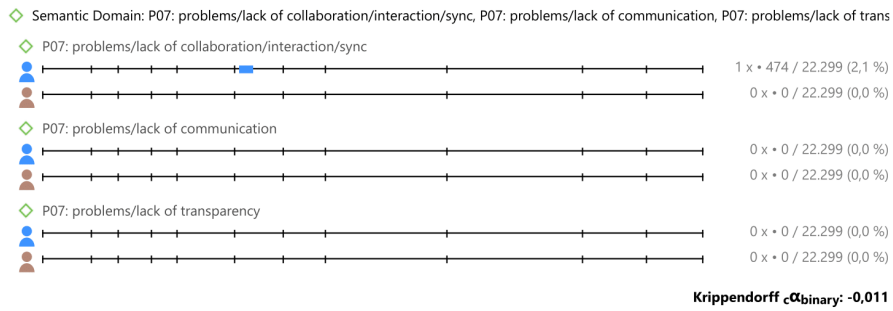 Semantic Domain: P07: problems/lack of collaboration/interaction/sync, P07: problems/lack of communication, P07: problems/lack of trans
P07: problems/lack of collaboration/interaction/sync
1 x • 474 / 22.299 (2,1 %)
0 x • 0 / 22.299 (0,0 %)
P07: problems/lack of communication
0 x • 0 / 22.299 (0,0 %)
0 x • 0 / 22.299 (0,0 %)
P07: problems/lack of transparency
0 x • 0 / 22.299 (0,0 %)
0 x • 0 / 22.299 (0,0 %)
Krippendorff cαbinary: -0,011